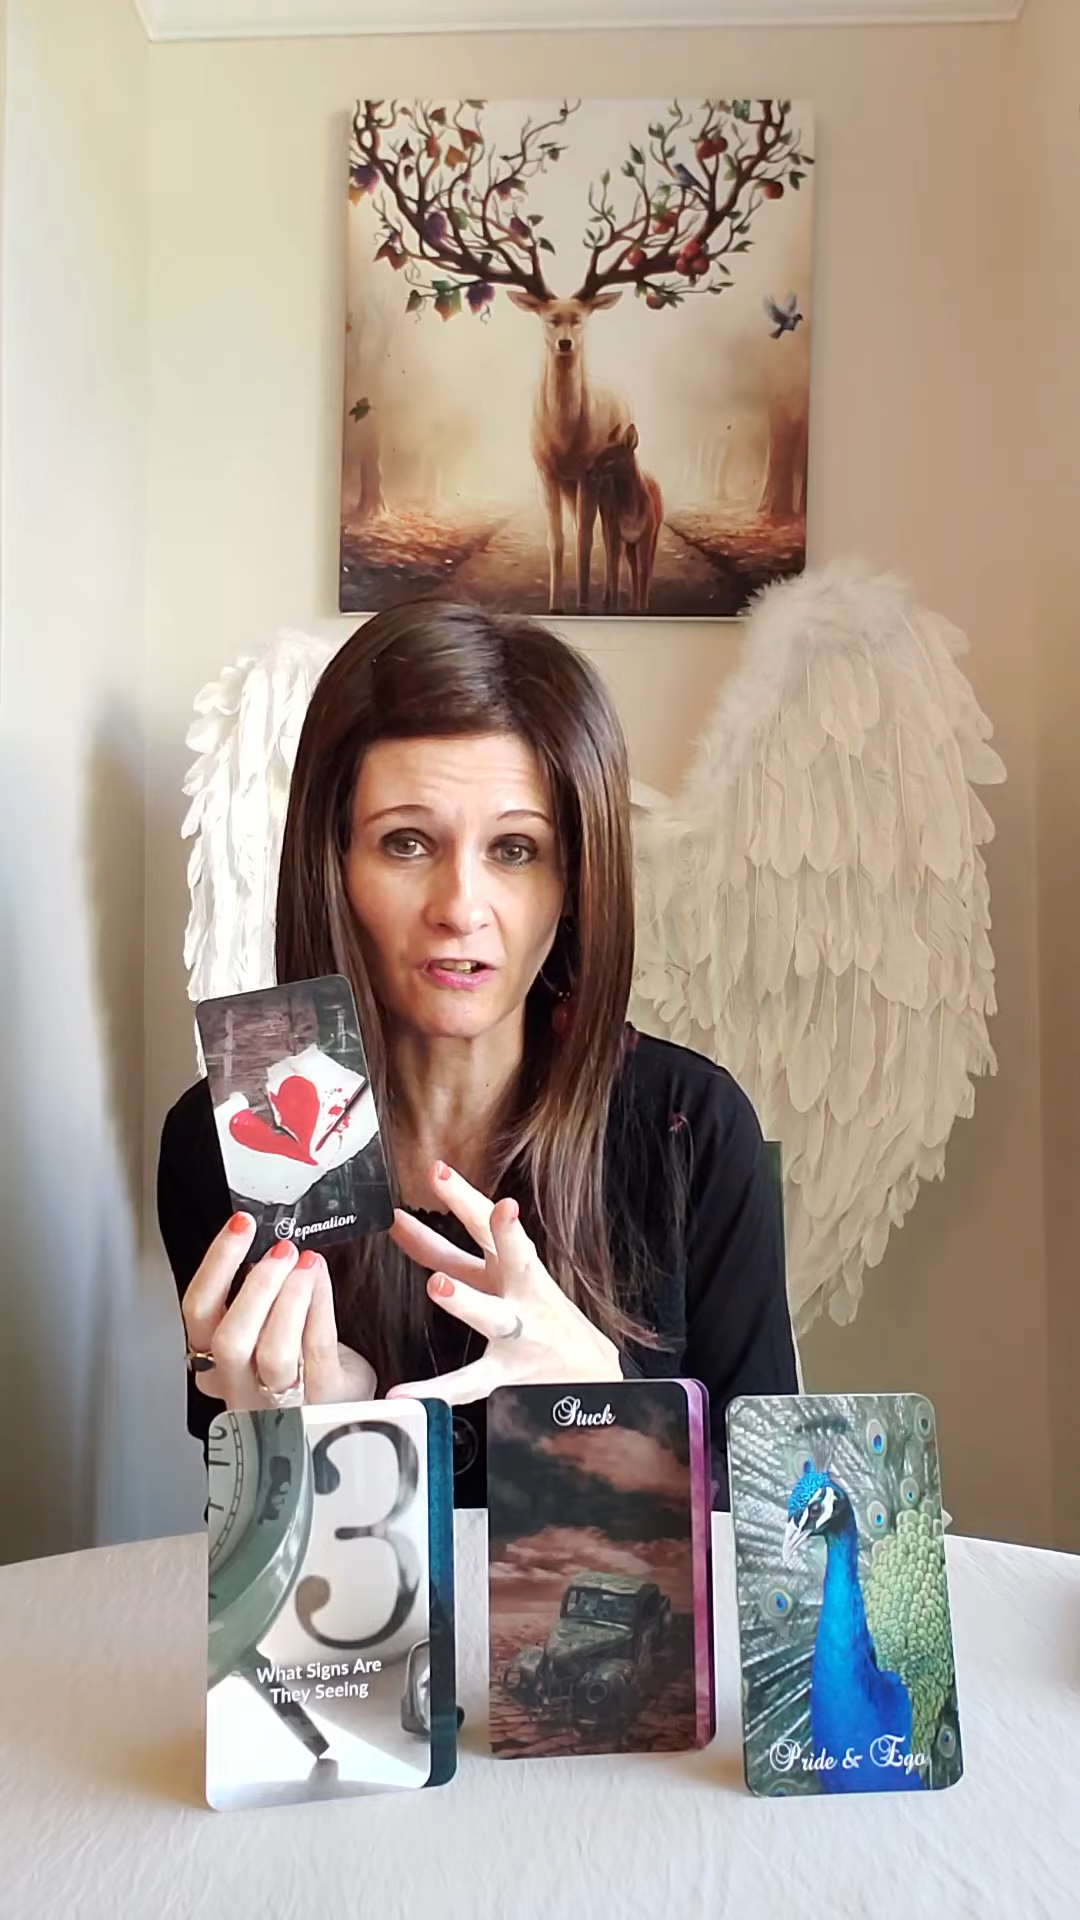 Separation
3
What Signs Are
They Seeing
Stuck
Pride & Ego